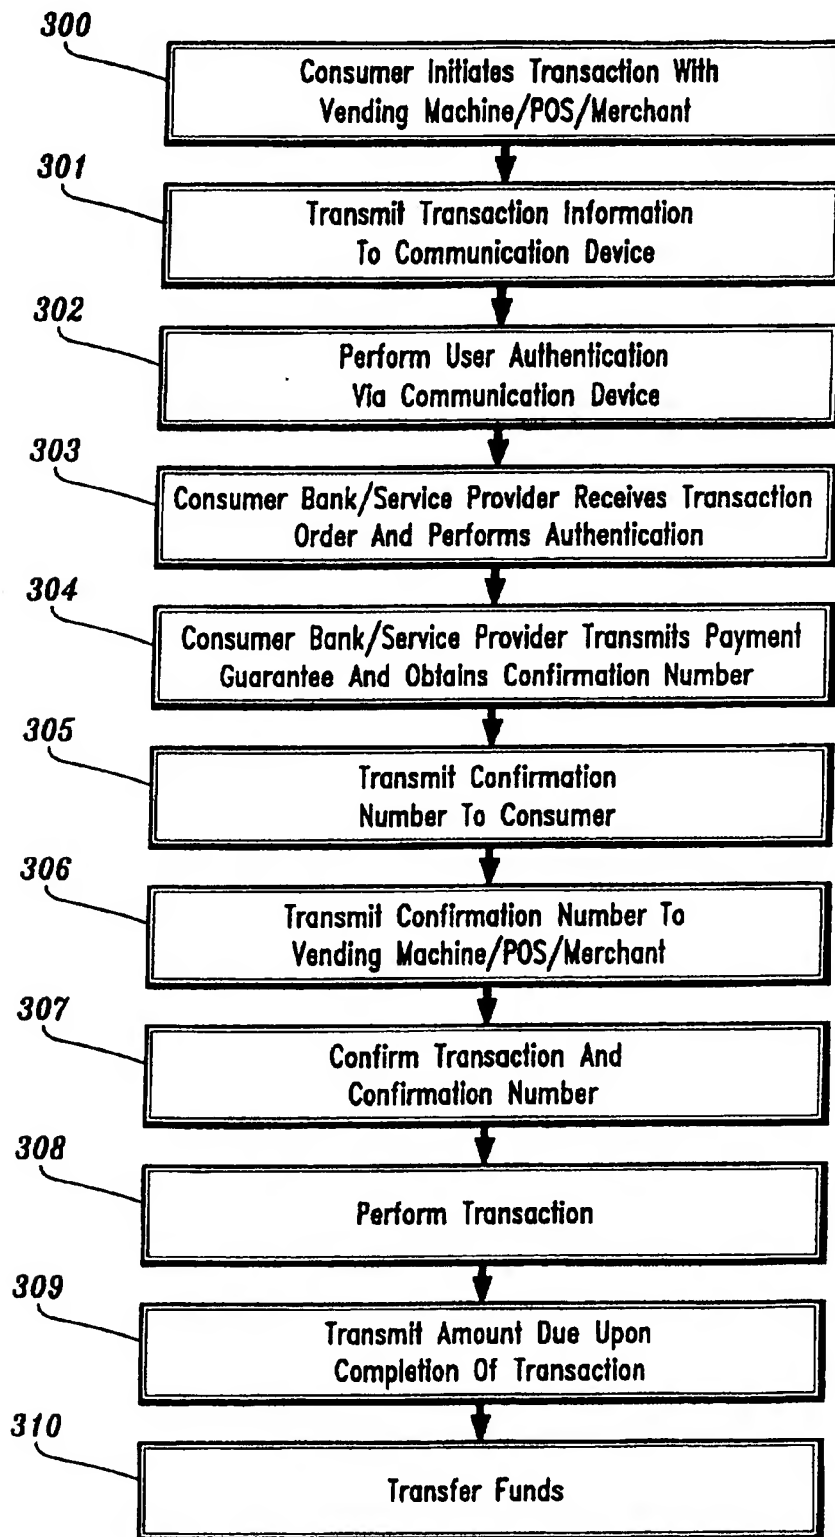 300
Consumer Initiates Transaction With
Vending Machine/POS/Merchant
301
Transmit Transaction Information
To Communication Device
302
Perform User Authentication
Via Communication Device
303
Consumer Bank/Service Provider Receives Transaction
Order And Performs Authentication
304
Consumer Bank/Service Provider Transmits Payment
Guarantee And Obtains Confirmation Number
305
Transmit Confirmation
Number To Consumer
306
Transmit Confirmation Number To
Vending Machine/POS/Merchant
307
Confirm Transaction And
Confirmation Number
308
Perform Transaction
309
Transmit Amount Due Upon
Completion Of Transaction
310
Transfer Funds